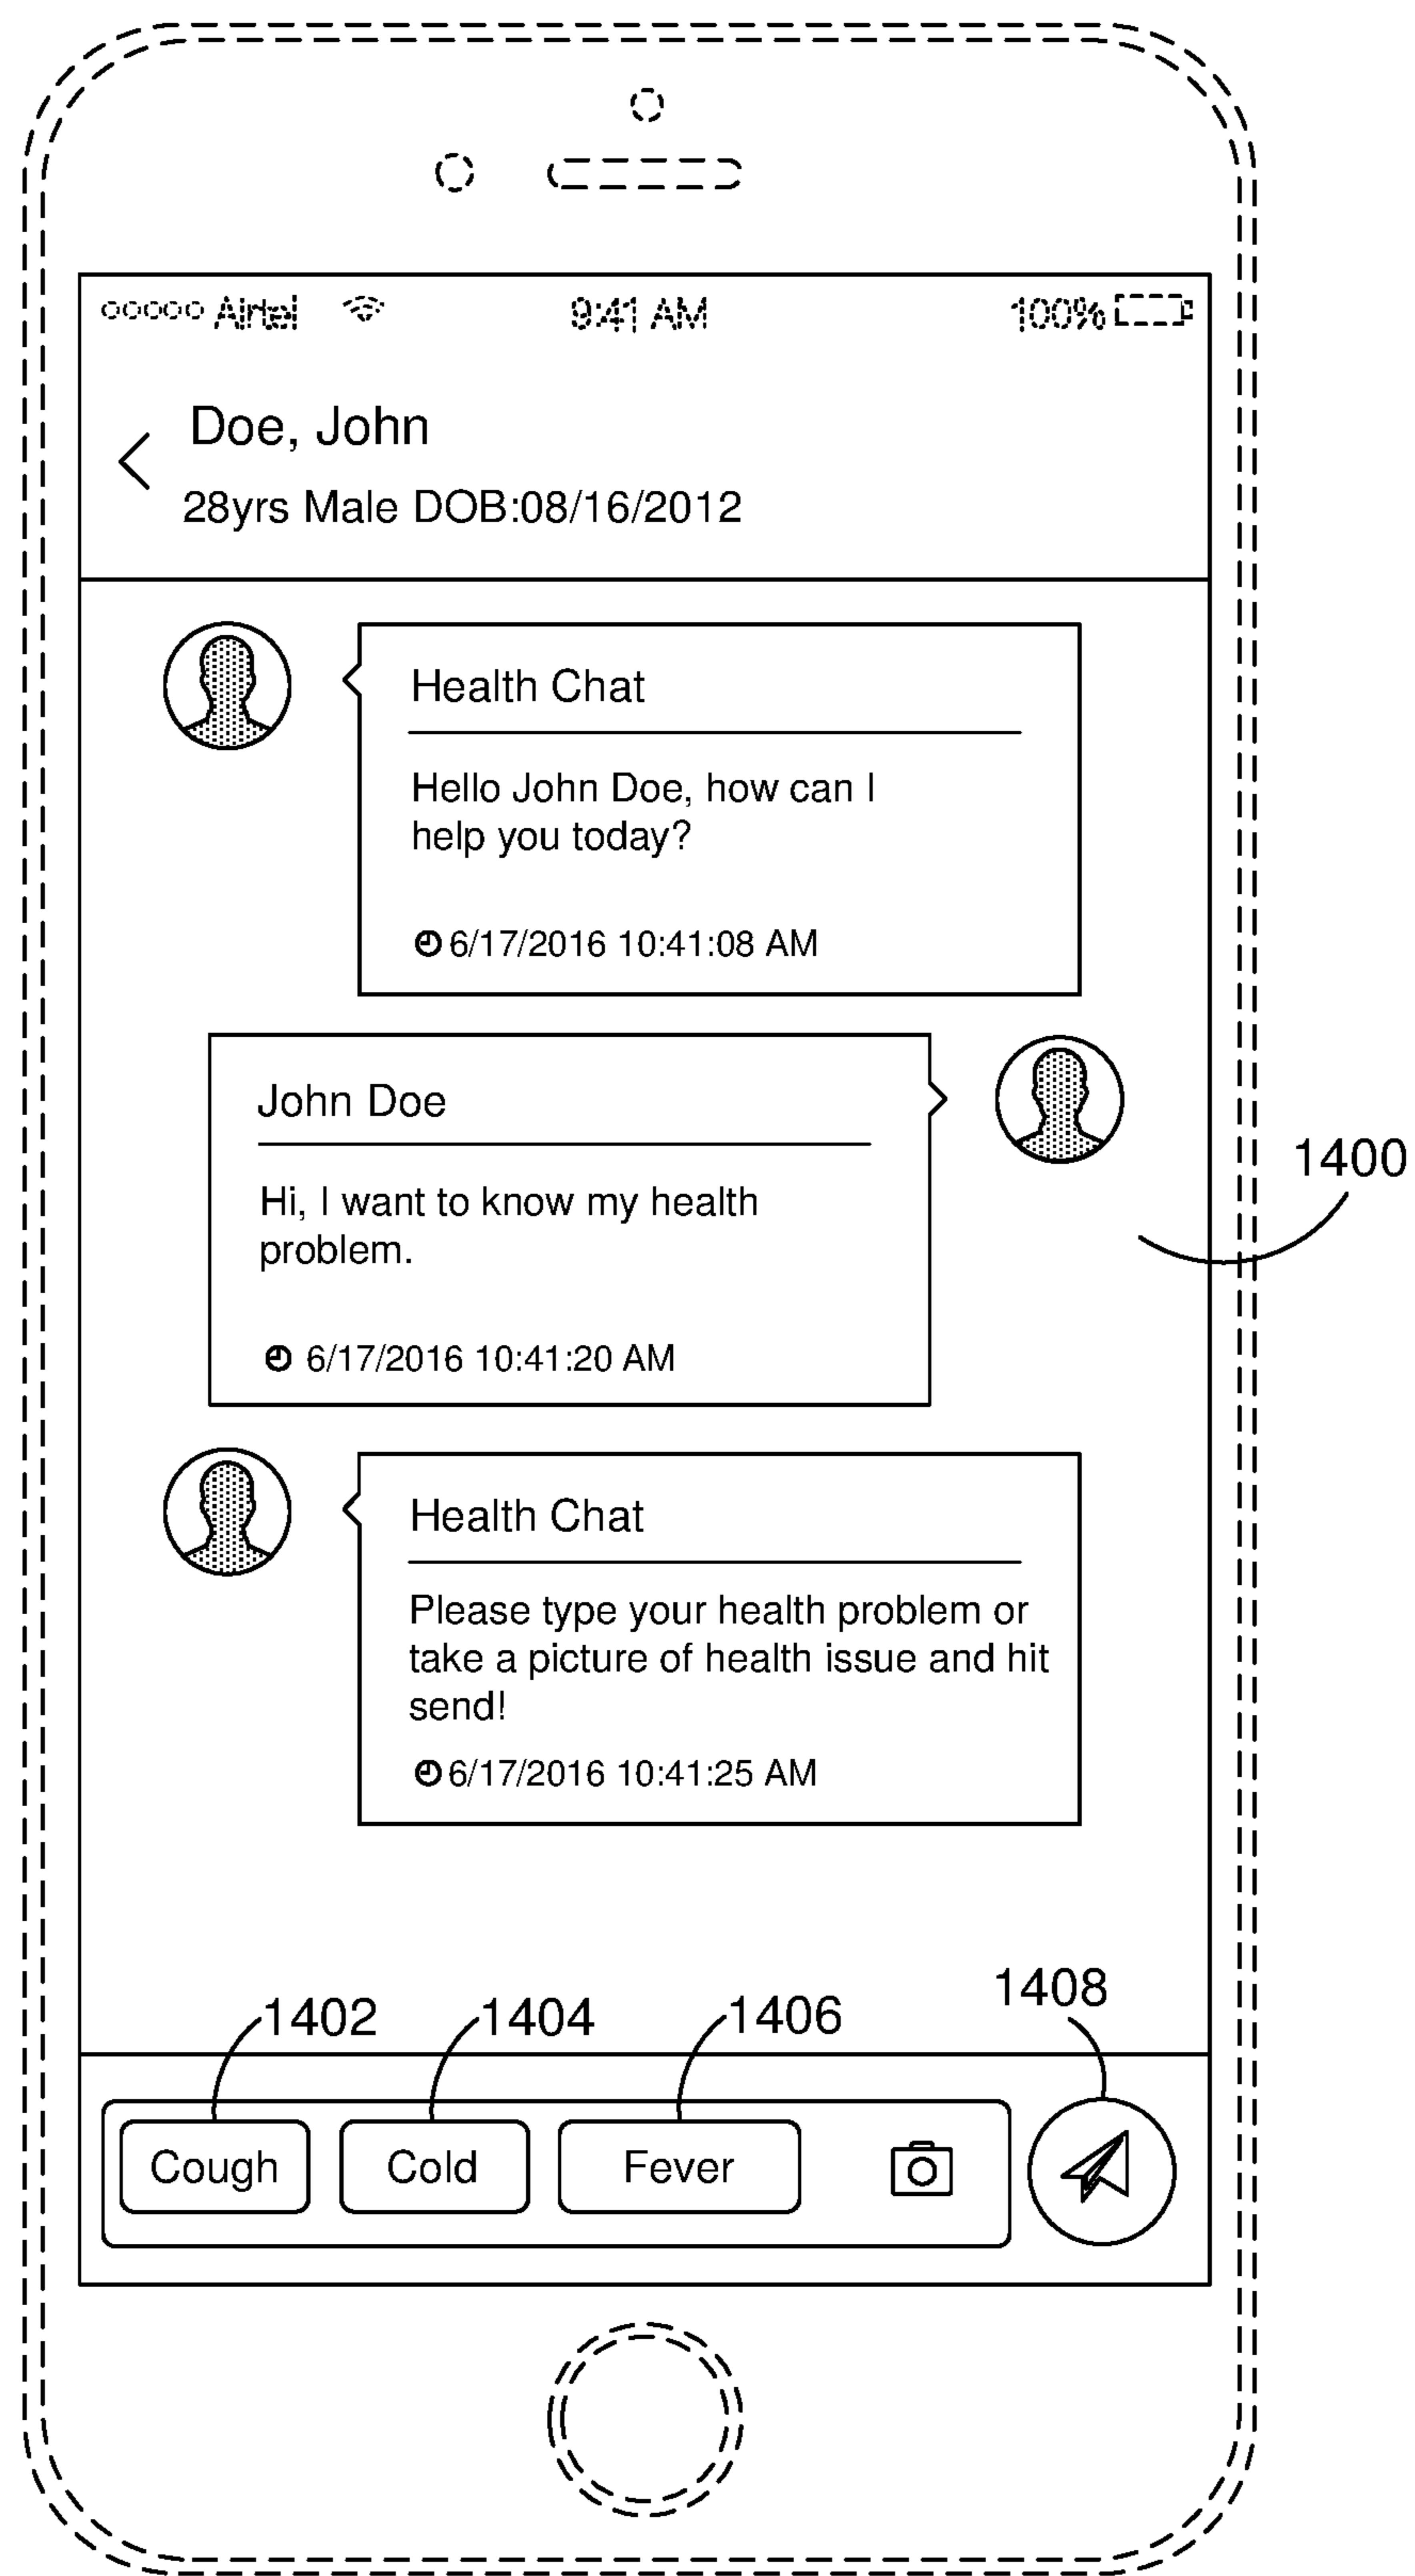 Airtel 9:41 AM 100%
Doe, John
28yrs Male DOB:08/16/2012
Health Chat
Hello John Doe, how can I
help you today?
6/17/2016 10:41:08 AM
John Doe
Hi, I want to know my health
problem.
6/17/2016 10:41:20 AM
1400
Health Chat
Please type your health problem or
take a picture of health issue and hit
send!
6/17/2016 10:41:25 AM
1402 1404 1406 1408
Cough Cold Fever